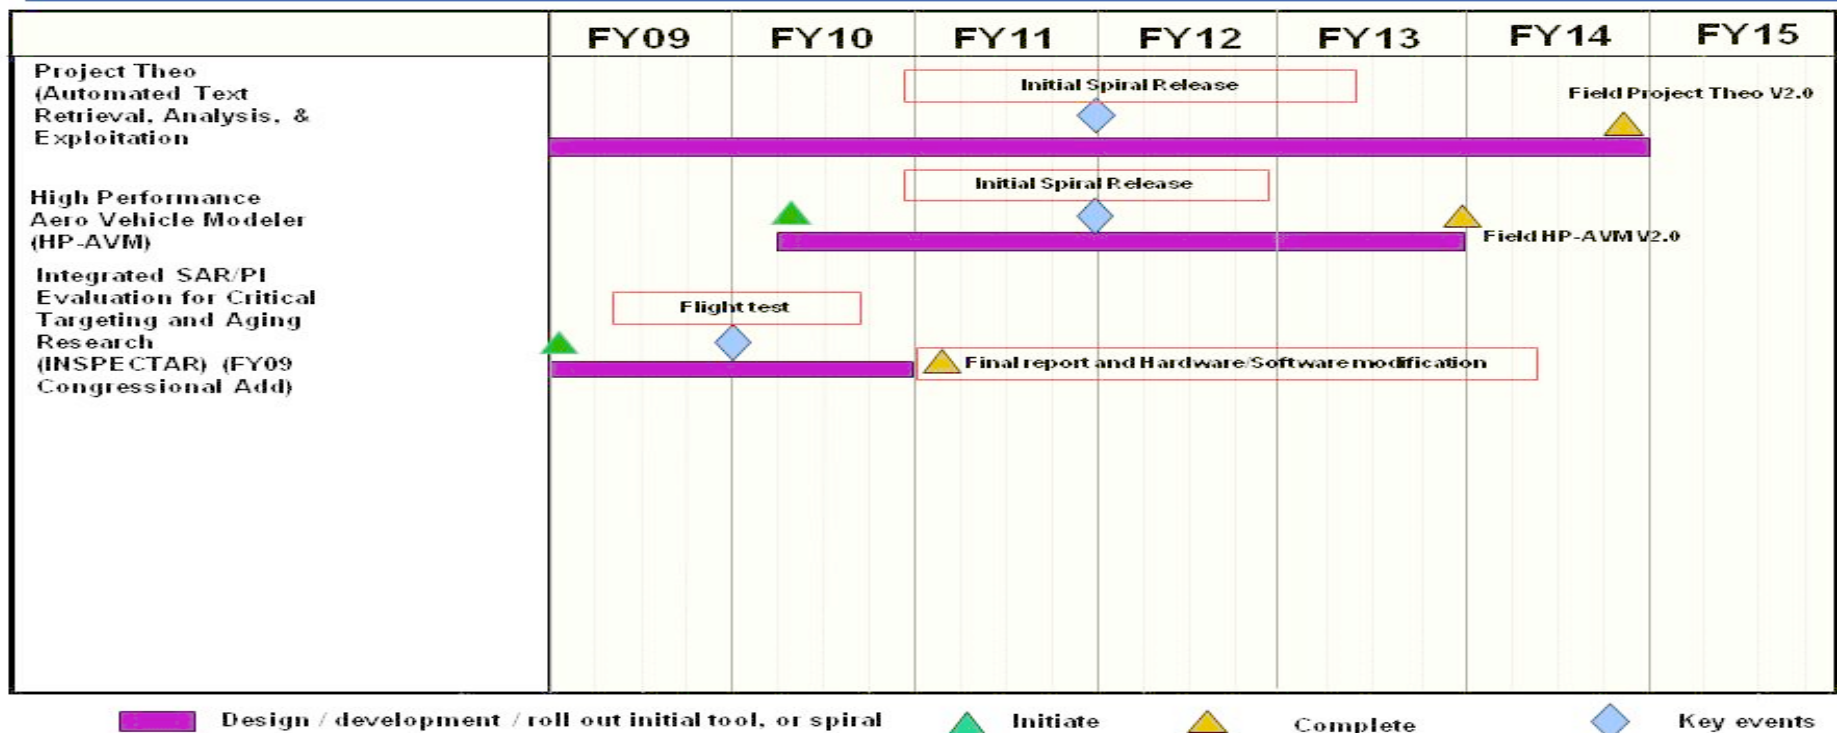 FY09 FY10 FY11 FY12 FY13 FY14 FY15
Project Theo
(Automated Text
Retrieval, Analysis, &
Exploitation
Initial Spiral Release
Field Project Theo V2.0
High Performance
Aero Vehicle Modeler
(HP-AVM)
Initial Spiral Release
Field HP-AVM V2.0
Integrated SAR/PI
Evaluation for Critical
Targeting and Aging
Research
(INSPECTAR) (FY09
Congressional Add)
Flight test
Final report and Hardware/Software modification
Design / development / roll out initial tool, or spiral Initiate Complete Key events